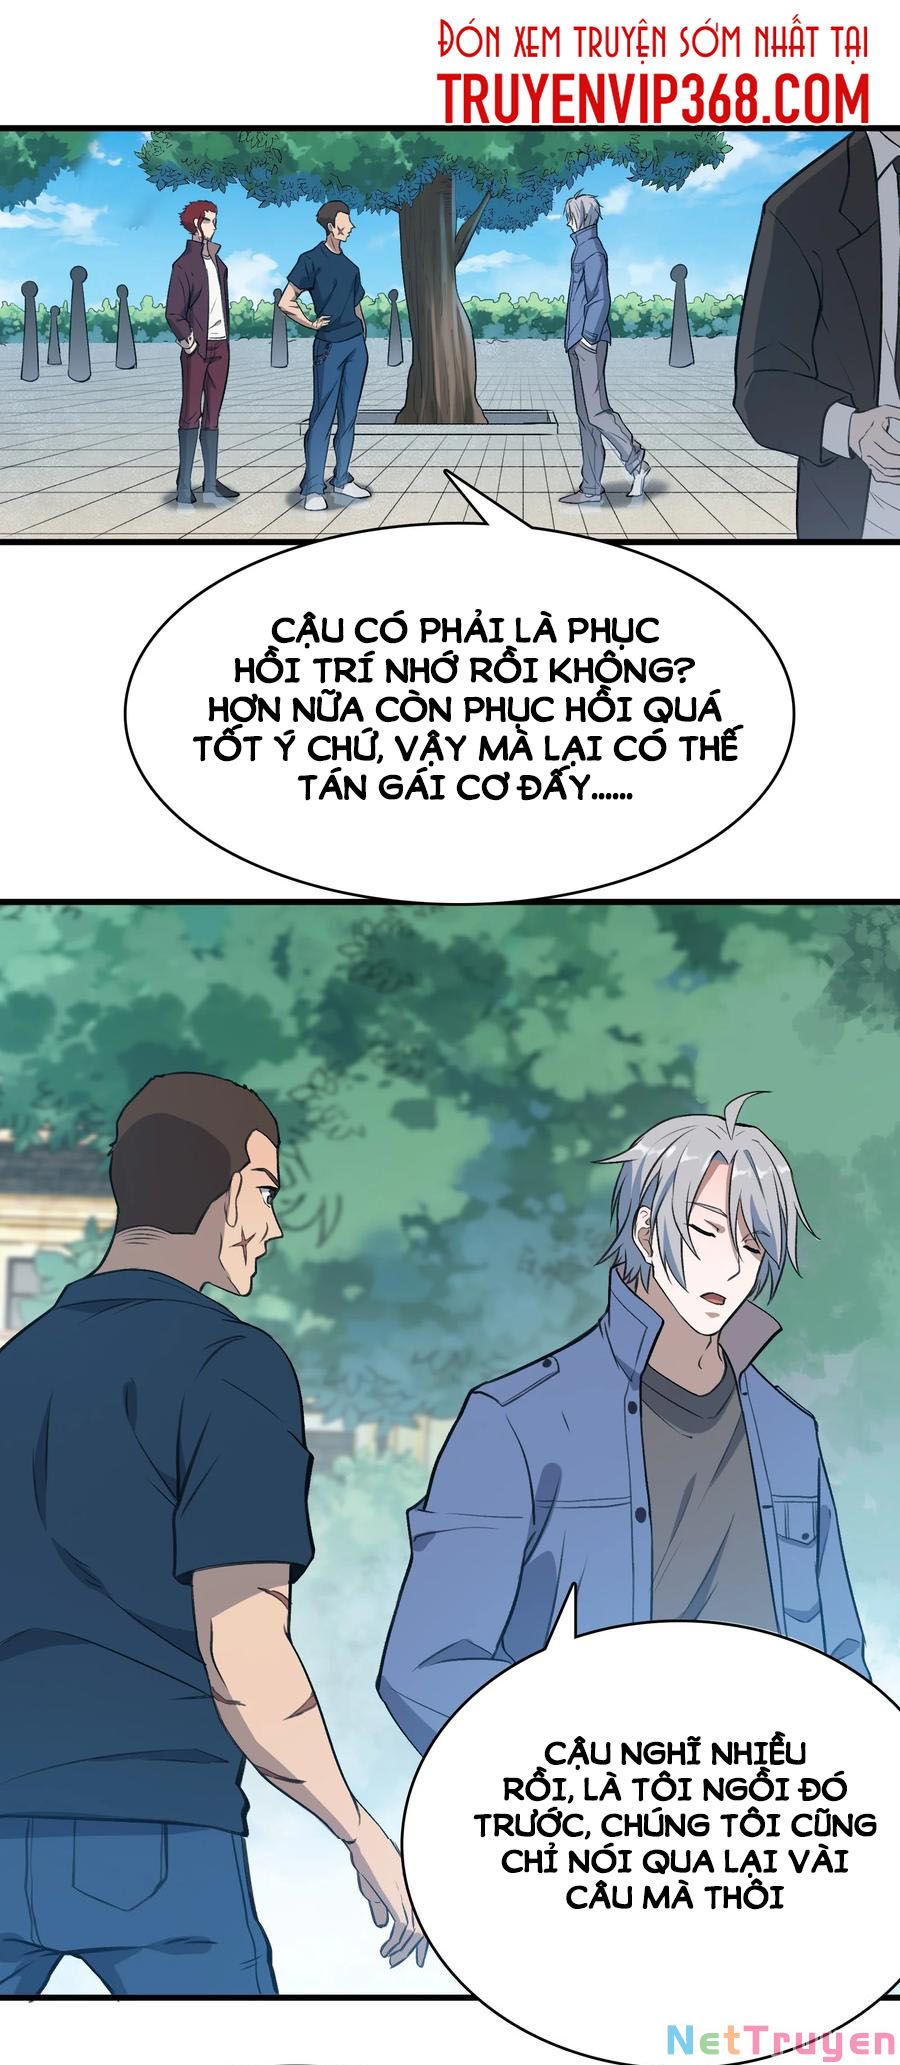 ĐÓN XEM TRUYỆN SỚM NHẤT TẠI
TRUYENVIP368.COM
CẬU CÓ PHẢI LÀ PHỤC
HỒI TRÍ NHỚ RỒI KHÔNG?
HƠN NỮA CÒN PHỤC HỒI QUÁ
TỐT Ý CHỨ, VẬY MÀ LẠI CÓ THẾ
TÁN GÁI CƠ ĐẤY......
CẬU NGHĨ NHIỀU
RỒI, LÀ TÔI NGỒI ĐÓ
TRƯỚC, CHÚNG TÔI CŨNG
CHỈ NÓI QUA LẠI VÀI
CÂU MÀ THÔI
NetTruyen